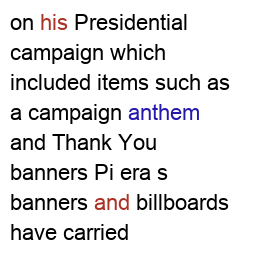 on his Presidential
campaign which
included items such as
a campaign anthem
and Thank You
banners Pi era s
banners and billboards
have carried